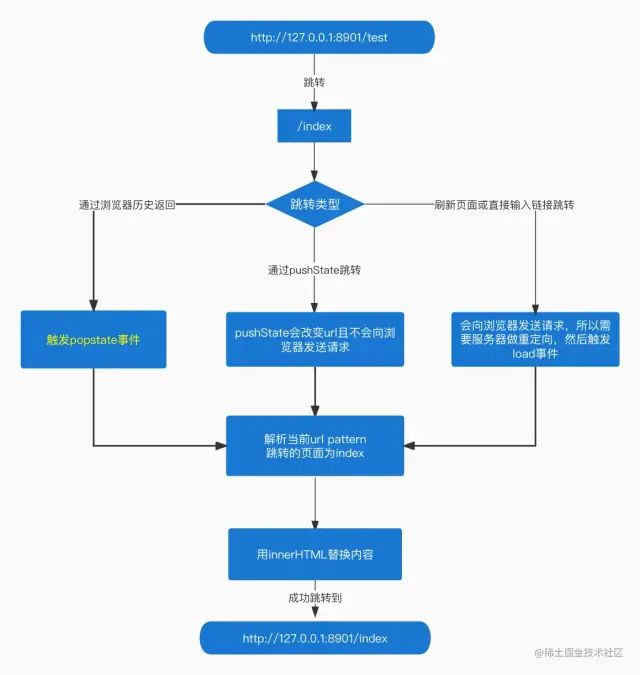 http://127.0.0.1:8901/test
跳转
/index
跳转类型
通过浏览器历史返回
刷新页面或直接输入链接跳转
通过pushState跳转
触发popstate事件
pushState会改变url且不会向浏
览器发送请求
会向浏览器发送请求，所以需
要服务器做重定向，然后触发
load事件
解析当前url pattern
跳转的页面为index
用innerHTML替换内容
成功跳转到
http://127.0.0.1:8901/index
@稀土掘金技术社区